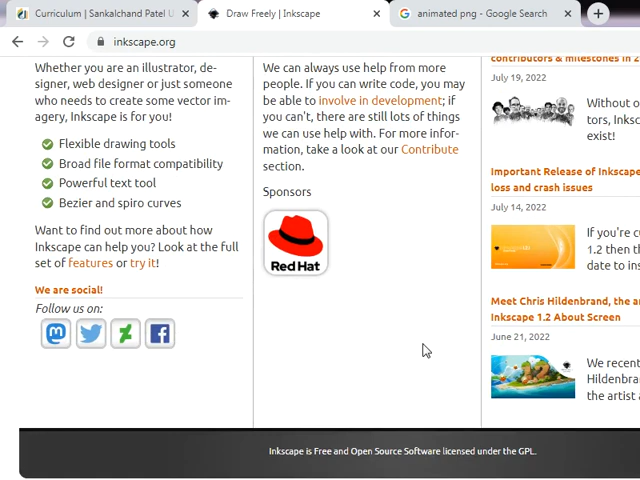 Curriculum | Sankalchand Patel U
Draw Freely | Inkscape
animated png - Google Search
inkscape.org
Whether you are an illustrator, de-
signer, web designer or just someone
who needs to create some vector im-
agery, Inkscape is for you!
Flexible drawing tools
Broad file format compatibility
Powerful text tool
Bezier and spiro curves
Want to find out more about how
Inkscape can help you? Look at the full
set of features or try it!
We are social!
Follow us on:
We can always use help from more
people. If you can write code, you may
be able to involve in development; if
you can't, there are still lots of things
we can use help with. For more infor-
mation, take a look at our Contribute
section.
Sponsors
Red Hat
contributors & milestones in 2
July 19, 2022
Without o
tors, Inksc
exist!
Important Release of Inkscape
loss and crash issues
July 14, 2022
If you're cu
1.2 then th
date to ins
Meet Chris Hildenbrand, the a
Inkscape 1.2 About Screen
June 21, 2022
We recent
Hildenbra
the artist a
Inkscape is Free and Open Source Software licensed under the GPL.